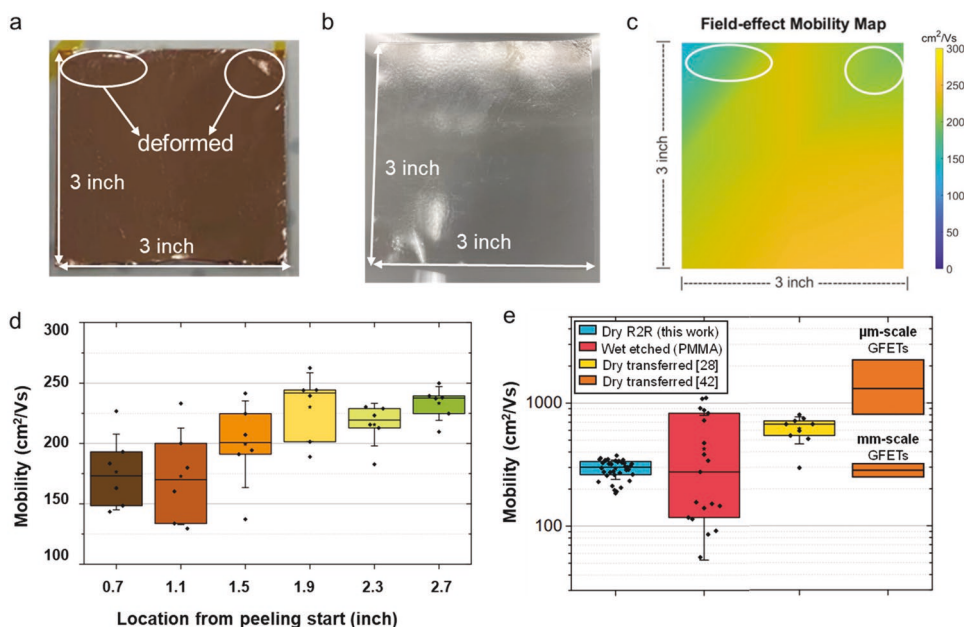 a
deformed
3 inch
3 inch
b
3 inch
3 inch
c
Field-effect Mobility Map
cm²/Vs
300
250
200
150
100
50
0
3 inch
3 inch
d
Mobility (cm²/Vs)
250
250
200
150
100
0.7
1.1
1.5
1.9
2.3
2.7
Location from peeling start (inch)
e
Dry R2R (this work)
Wet etched (PMMA)
Dry transferred [28]
Dry transferred [42]
µm-scale
GFETs
mm-scale
GFETs
Mobility (cm²/Vs)
1000
100